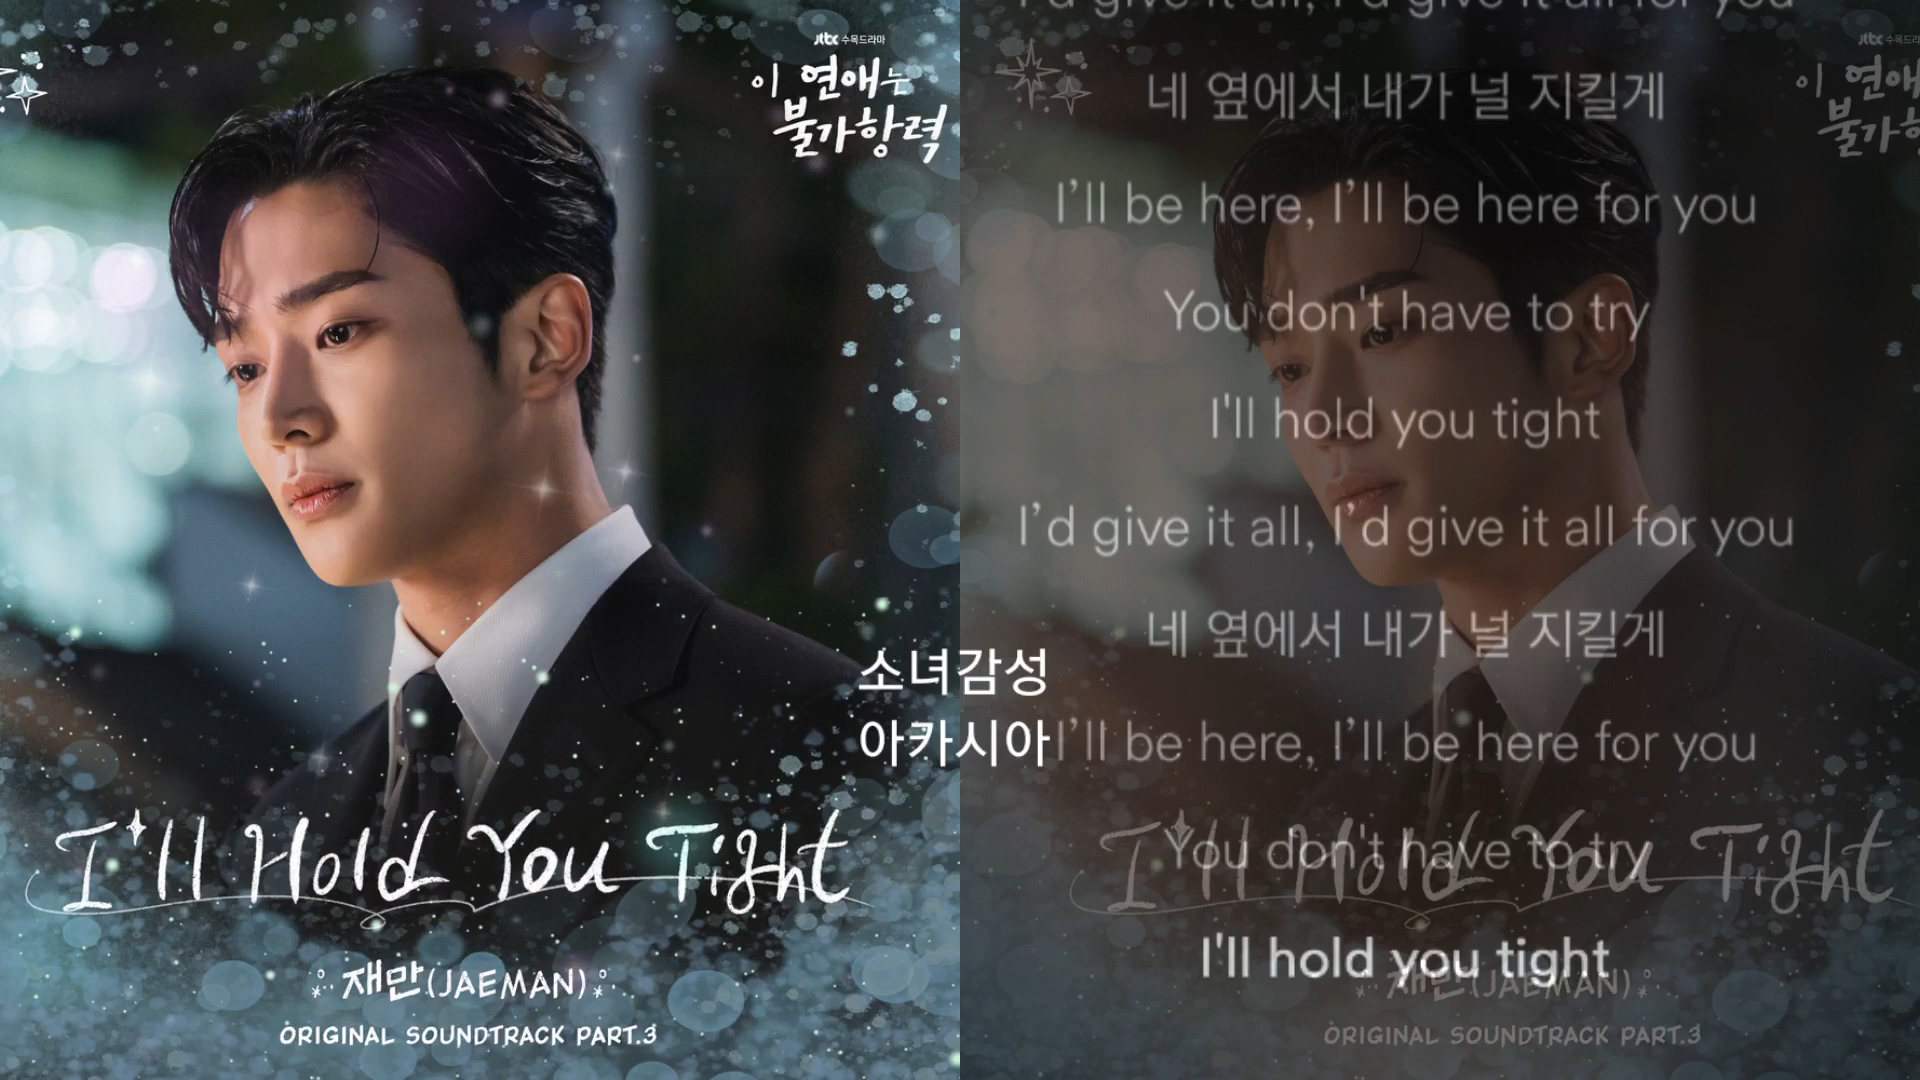 jtbc 수목드라마
이 연애는
불가항력
소녀감성
아카시아
I'll Hold You Tight
재만(JAEMAN)
ORIGINAL SOUNDTRACK PART.3
I'd give it all, I'd give it all for you
jtbc 수목드라
이 연애
불가항
네 옆에서 내가 널 지킬게
I'll be here, I'll be here for you
You don't have to try
I'll hold you tight
I'd give it all, I'd give it all for you
네 옆에서 내가 널 지킬게
I'll be here, I'll be here for you
You don't have to try
I'll Hold You Tight
I'll hold you tight
재만(JAEMAN)
ORIGINAL SOUNDTRACK PART.3